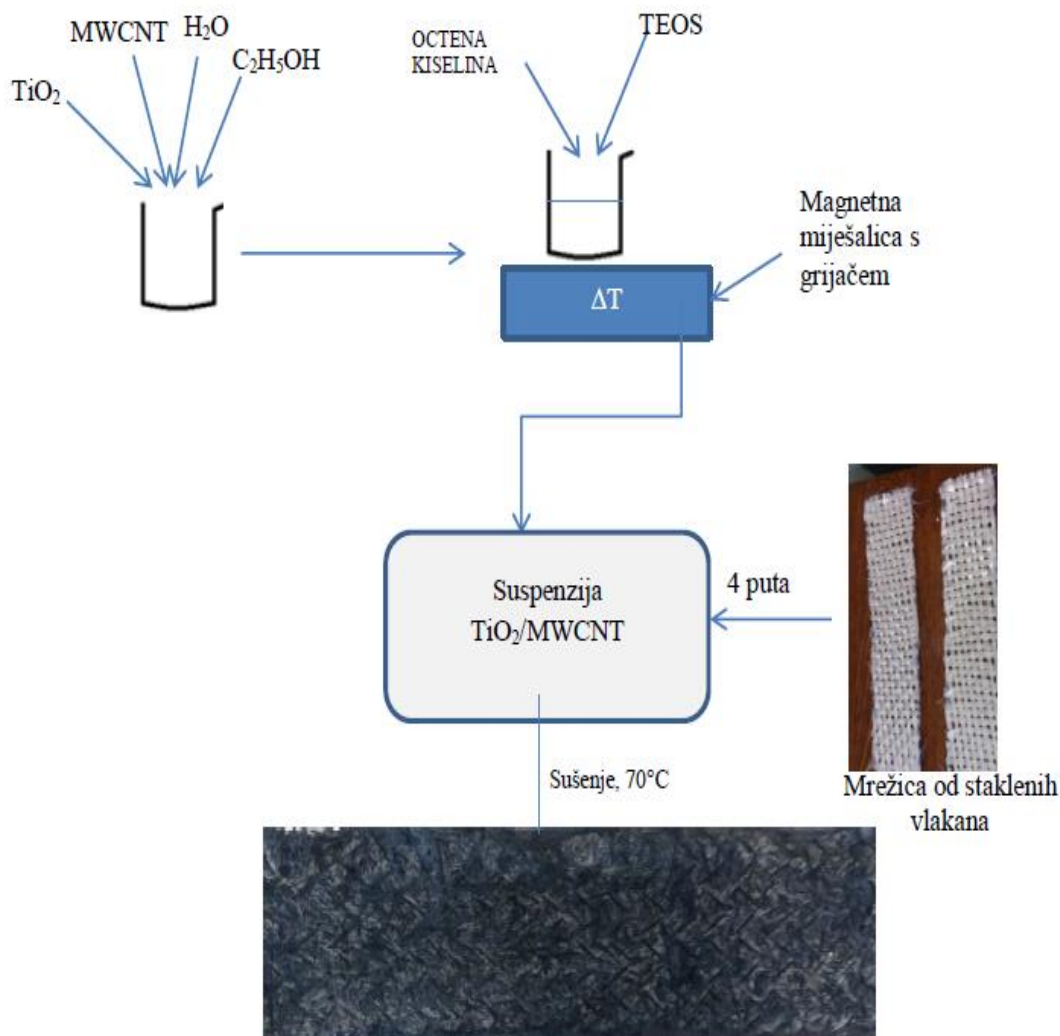 MWCNT
H₂O
C₂H₅OH
TiO₂
OCTENA
KISELINA
TEOS
Magnetna
miješalica s
grijačem
ΔT
Suspenzija
TiO₂/MWCNT
4 puta
Mrežica od staklenih
vlakana
Sušenje, 70°C